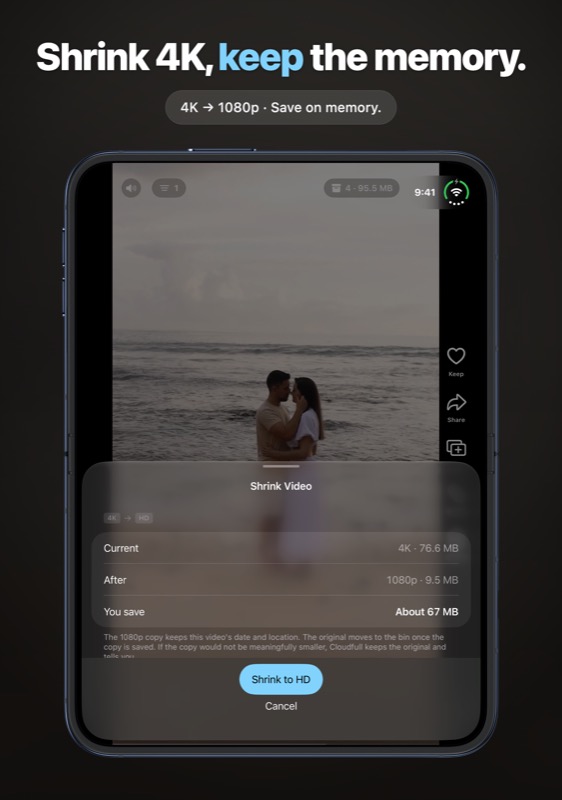 Shrink 4K, keep the memory.
4K → 1080p · Save on memory.
1
4 · 95.5 MB
9:41
Keep
Share
Shrink Video
4K → HD
Current
4K · 76.6 MB
After
1080p · 9.5 MB
You save
About 67 MB
The 1080p copy keeps this video's date and location. The original moves to the bin once the
copy is saved. If the copy would not be meaningfully smaller, Cloudfull keeps the original and
tells you
Shrink to HD
Cancel